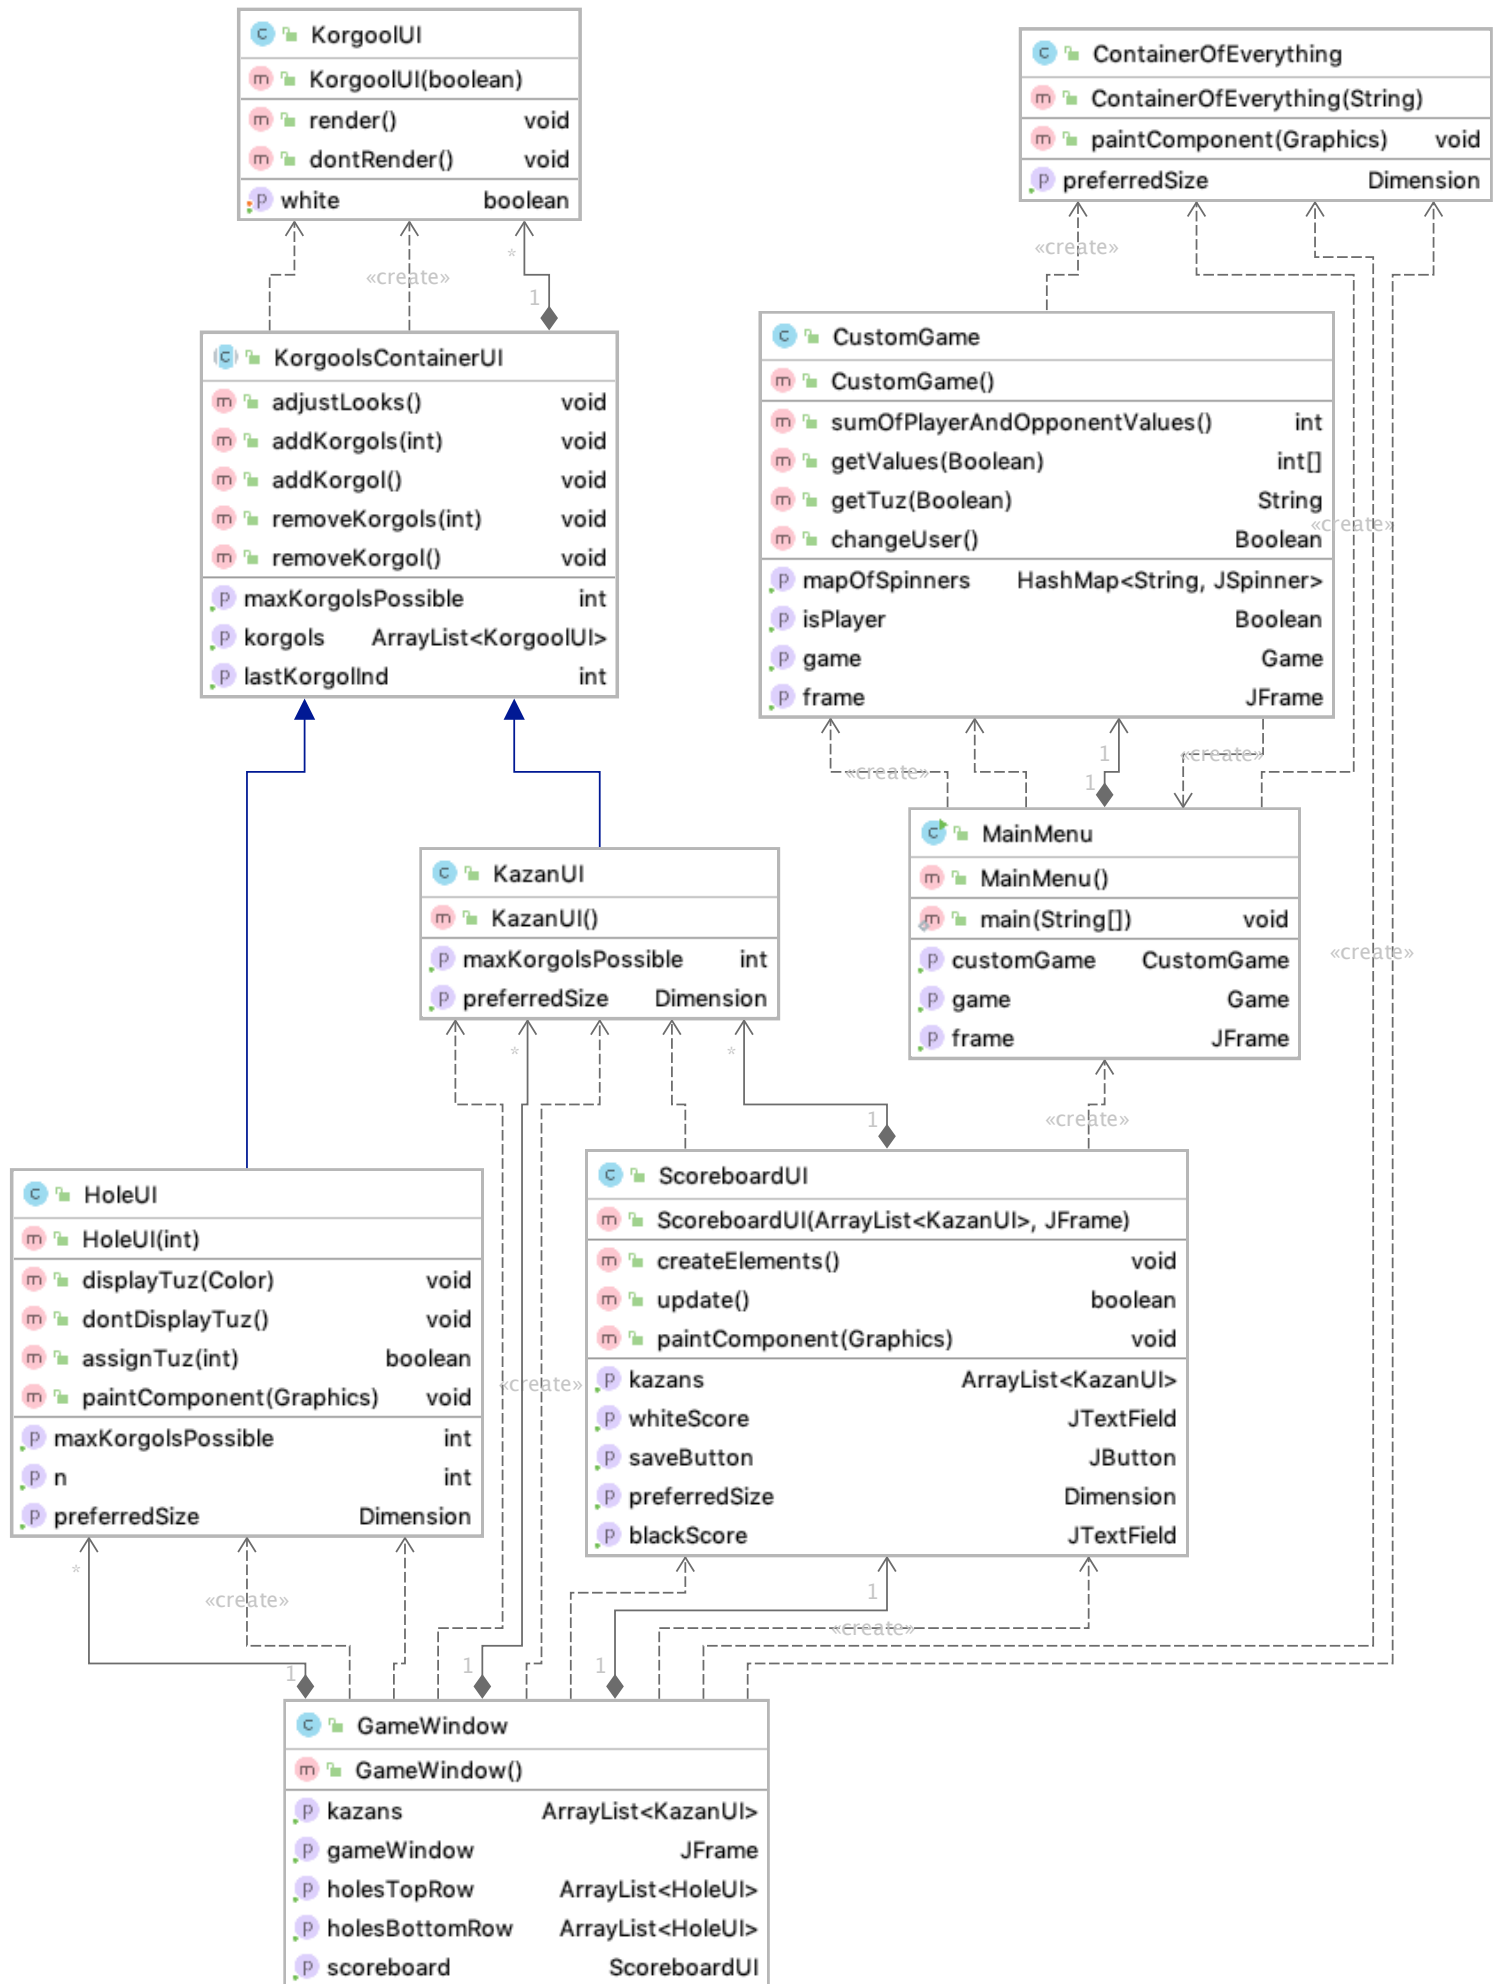 KorgoolUI
KorgoolUI(boolean)
render() void
dontRender() void
white boolean
ContainerOfEverything
ContainerOfEverything(String)
paintComponent(Graphics) void
preferredSize Dimension
«create»
«create»
*
1
KorgoolsContainerUI
adjustLooks() void
addKorgols(int) void
addKorgol() void
removeKorgols(int) void
removeKorgol() void
maxKorgolsPossible int
korgols ArrayList<KorgoolUI>
lastKorgolInd int
CustomGame
CustomGame()
sumOfPlayerAndOpponentValues() int
getValues(Boolean) int[]
getTuz(Boolean) String
changeUser() Boolean
mapOfSpinners HashMap<String, JSpinner>
isPlayer Boolean
game Game
frame JFrame
«create»
«create»
1
1
«create»
KazanUI
KazanUI()
maxKorgolsPossible int
preferredSize Dimension
MainMenu
MainMenu()
main(String[]) void
customGame CustomGame
game Game
frame JFrame
«create»
*
*
1
«create»
HoleUI
HoleUI(int)
displayTuz(Color) void
dontDisplayTuz() void
assignTuz(int) boolean
paintComponent(Graphics) void
maxKorgolsPossible int
n int
preferredSize Dimension
ScoreboardUI
ScoreboardUI(ArrayList<KazanUI>, JFrame)
createElements() void
update() boolean
paintComponent(Graphics) void
kazans ArrayList<KazanUI>
whiteScore JTextField
saveButton JButton
preferredSize Dimension
blackScore JTextField
«create»
*
«create»
1
«create»
1
1
1
GameWindow
GameWindow()
kazans ArrayList<KazanUI>
gameWindow JFrame
holesTopRow ArrayList<HoleUI>
holesBottomRow ArrayList<HoleUI>
scoreboard ScoreboardUI